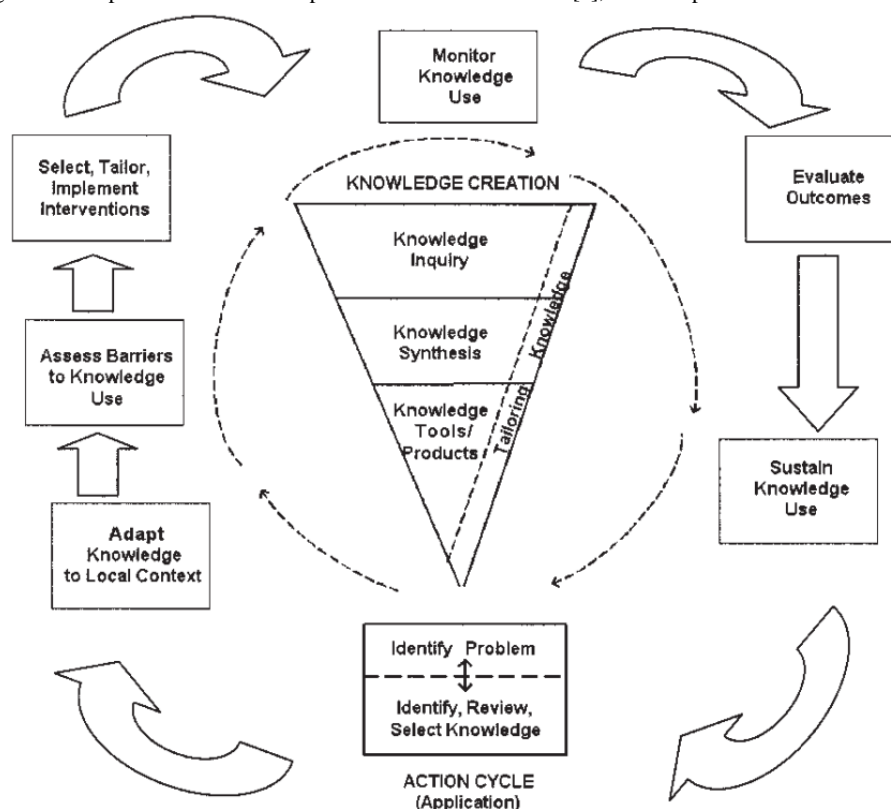 Monitor
Knowledge
Use
Select, Tailor,
Implement
Interventions
Evaluate
Outcomes
KNOWLEDGE CREATION
Knowledge
Inquiry
Knowledge
Synthesis
Knowledge
Tools/
Products
Tailoring Knowledge
Assess Barriers
to Knowledge
Use
Sustain
Knowledge
Use
Adapt
Knowledge
to Local Context
Identify Problem
Identify, Review,
Select Knowledge
ACTION CYCLE
(Application)